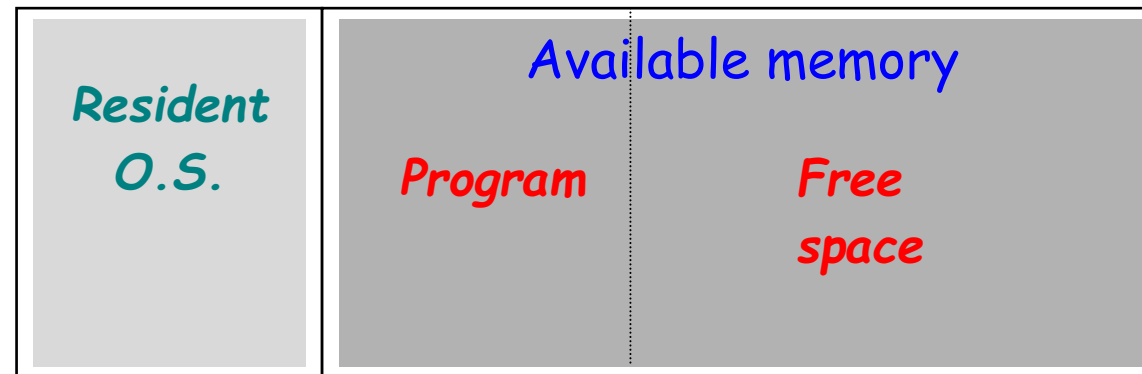 Resident
O.S.
Available memory
Program
Free
space